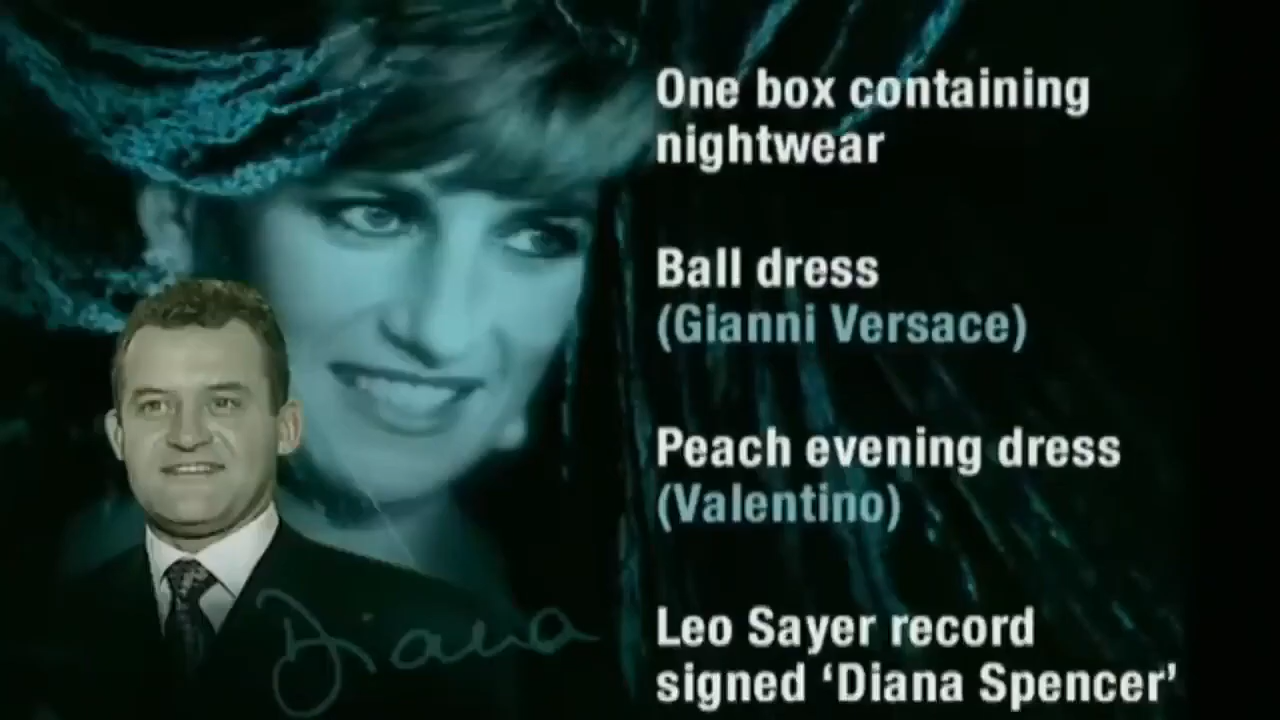 One box containing
nightwear
Ball dress
(Gianni Versace)
Peach evening dress
(Valentino)
Leo Sayer record
signed ‘Diana Spencer’
Diana